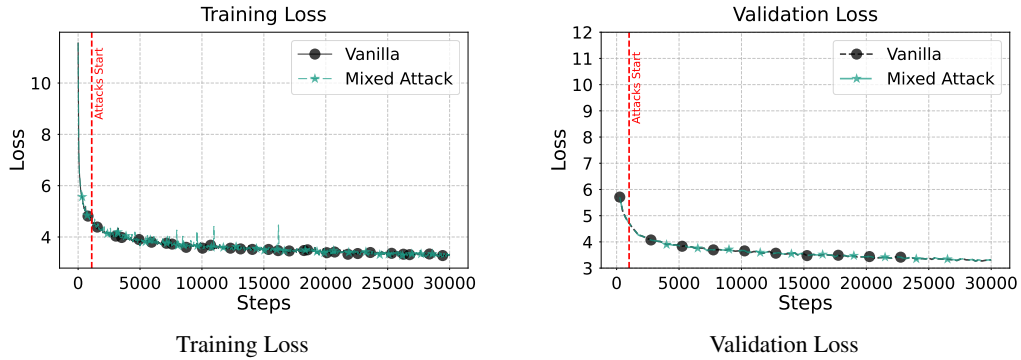 Training Loss
Loss
10
8
6
4
Attacks Start
Vanilla
Mixed Attack
0 5000 10000 15000 20000 25000 30000
Steps
Training Loss
Validation Loss
Loss
12
11
10
9
8
7
6
5
4
3
Attacks Start
Vanilla
Mixed Attack
0 5000 10000 15000 20000 25000 30000
Steps
Validation Loss